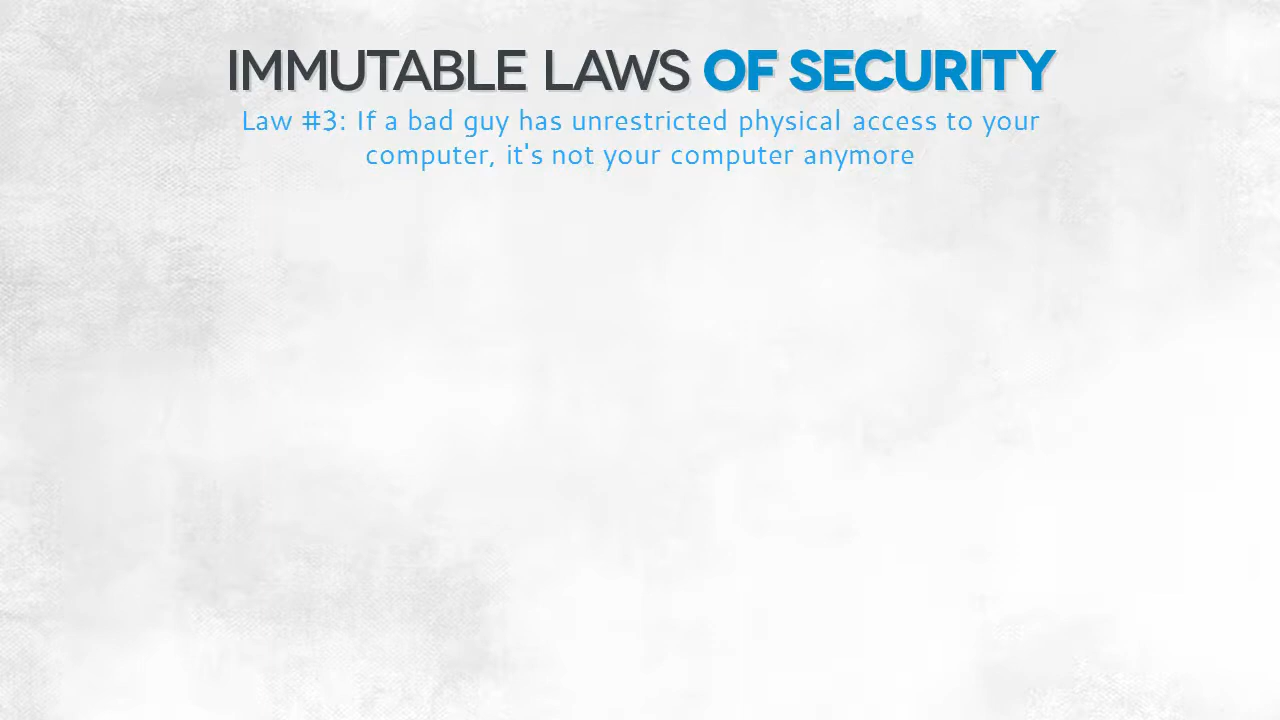 IMMUTABLE LAWS OF SECURITY
Law #3: If a bad guy has unrestricted physical access to your
computer, it's not your computer anymore